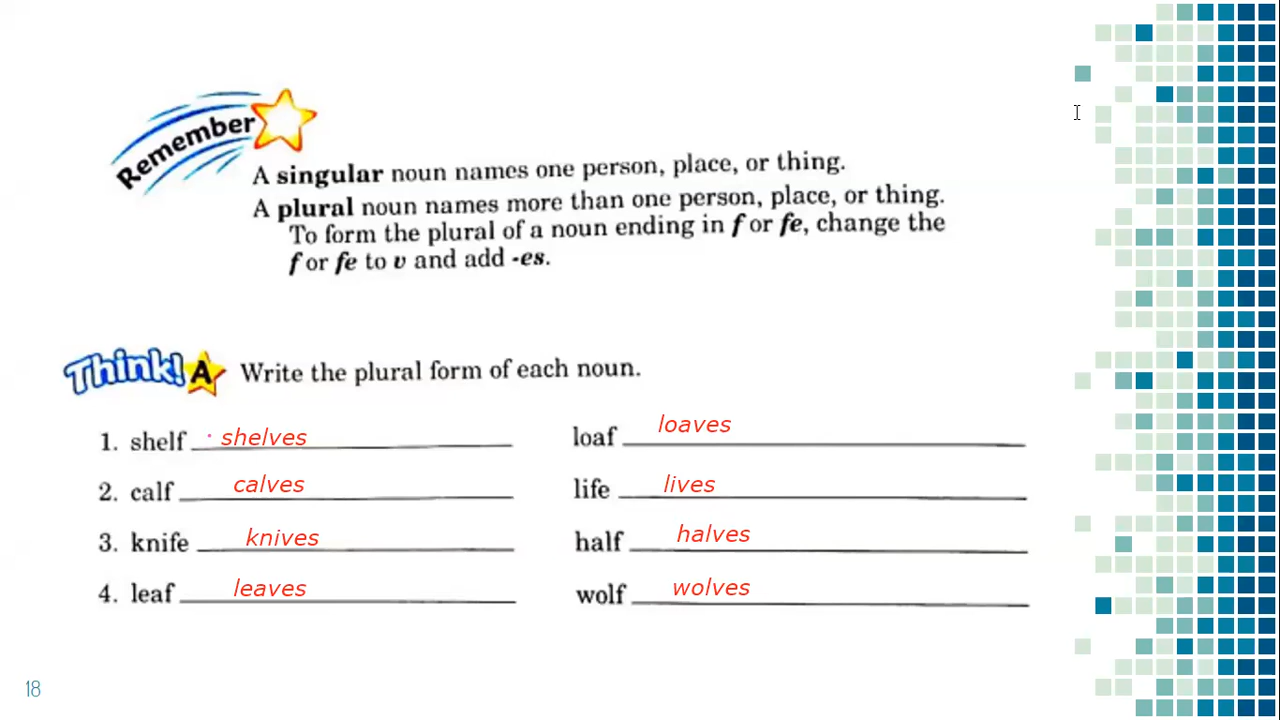 Remember
A singular noun names one person, place, or thing.
A plural noun names more than one person, place, or thing.
To form the plural of a noun ending in f or fe, change the
f or fe to v and add -es.
Think! A Write the plural form of each noun.
1. shelf shelves loaf loaves
2. calf calves life lives
3. knife knives half halves
4. leaf leaves wolf wolves
18